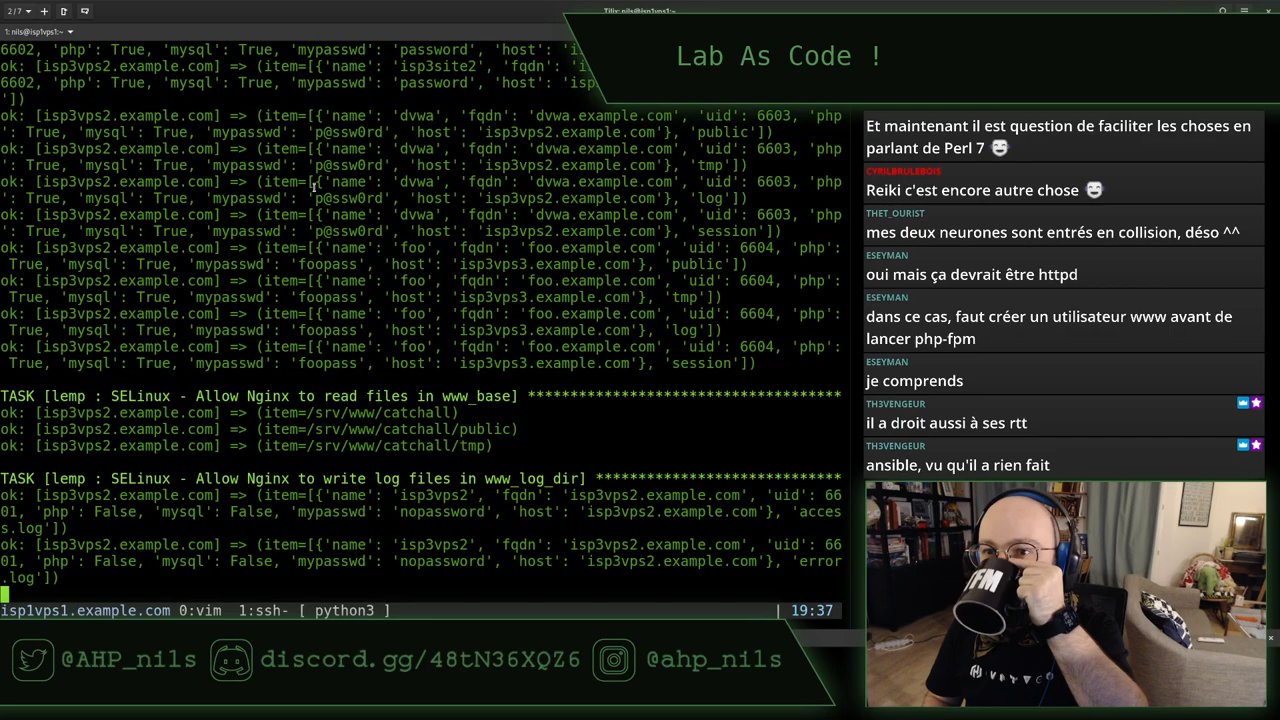 2/7
Tilix: nils@isp1vps1:~
1: nils@isp1vps1:~
Lab As Code !
6602, 'php': True, 'mysql': True, 'mypasswd': 'password', 'host': 'is
ok: [isp3vps2.example.com] => (item=[{'name': 'isp3site2', 'fqdn': 'i
6602, 'php': True, 'mysql': True, 'mypasswd': 'password', 'host': 'isp
'])
ok: [isp3vps2.example.com] => (item=[{'name': 'dvwa', 'fqdn': 'dvwa.example.com', 'uid': 6603, 'php
': True, 'mysql': True, 'mypasswd': 'p@ssw0rd', 'host': 'isp3vps2.example.com'}, 'public'])
ok: [isp3vps2.example.com] => (item=[{'name': 'dvwa', 'fqdn': 'dvwa.example.com', 'uid': 6603, 'php
': True, 'mysql': True, 'mypasswd': 'p@ssw0rd', 'host': 'isp3vps2.example.com'}, 'tmp'])
ok: [isp3vps2.example.com] => (item=[{'name': 'dvwa', 'fqdn': 'dvwa.example.com', 'uid': 6603, 'php
': True, 'mysql': True, 'mypasswd': 'p@ssw0rd', 'host': 'isp3vps2.example.com'}, 'log'])
ok: [isp3vps2.example.com] => (item=[{'name': 'dvwa', 'fqdn': 'dvwa.example.com', 'uid': 6603, 'php
': True, 'mysql': True, 'mypasswd': 'p@ssw0rd', 'host': 'isp3vps2.example.com'}, 'session'])
ok: [isp3vps2.example.com] => (item=[{'name': 'foo', 'fqdn': 'foo.example.com', 'uid': 6604, 'php':
True, 'mysql': True, 'mypasswd': 'foopass', 'host': 'isp3vps3.example.com'}, 'public'])
ok: [isp3vps2.example.com] => (item=[{'name': 'foo', 'fqdn': 'foo.example.com', 'uid': 6604, 'php':
True, 'mysql': True, 'mypasswd': 'foopass', 'host': 'isp3vps3.example.com'}, 'tmp'])
ok: [isp3vps2.example.com] => (item=[{'name': 'foo', 'fqdn': 'foo.example.com', 'uid': 6604, 'php':
True, 'mysql': True, 'mypasswd': 'foopass', 'host': 'isp3vps3.example.com'}, 'log'])
ok: [isp3vps2.example.com] => (item=[{'name': 'foo', 'fqdn': 'foo.example.com', 'uid': 6604, 'php':
True, 'mysql': True, 'mypasswd': 'foopass', 'host': 'isp3vps3.example.com'}, 'session'])
TASK [lemp : SELinux - Allow Nginx to read files in www_base] *************************************
ok: [isp3vps2.example.com] => (item=/srv/www/catchall)
ok: [isp3vps2.example.com] => (item=/srv/www/catchall/public)
ok: [isp3vps2.example.com] => (item=/srv/www/catchall/tmp)
TASK [lemp : SELinux - Allow Nginx to write log files in www_log_dir] *****************************
ok: [isp3vps2.example.com] => (item=[{'name': 'isp3vps2', 'fqdn': 'isp3vps2.example.com', 'uid': 66
01, 'php': False, 'mysql': False, 'mypasswd': 'nopassword', 'host': 'isp3vps2.example.com'}, 'acces
s.log'])
ok: [isp3vps2.example.com] => (item=[{'name': 'isp3vps2', 'fqdn': 'isp3vps2.example.com', 'uid': 66
01, 'php': False, 'mysql': False, 'mypasswd': 'nopassword', 'host': 'isp3vps2.example.com'}, 'error
.log'])
isp1vps1.example.com 0:vim 1:ssh- [ python3 ] | 19:37
Et maintenant il est question de faciliter les choses en
parlant de Perl 7
CYRILBRULEBOIS
Reiki c'est encore autre chose
THET_OURIST
mes deux neurones sont entrés en collision, déso ^^
ESEYMAN
oui mais ça devrait être httpd
ESEYMAN
dans ce cas, faut créer un utilisateur www avant de
lancer php-fpm
ESEYMAN
je comprends
TH3VENGEUR
il a droit aussi à ses rtt
TH3VENGEUR
ansible, vu qu'il a rien fait
@AHP_nils discord.gg/48tN36XQZ6 @ahp_nils